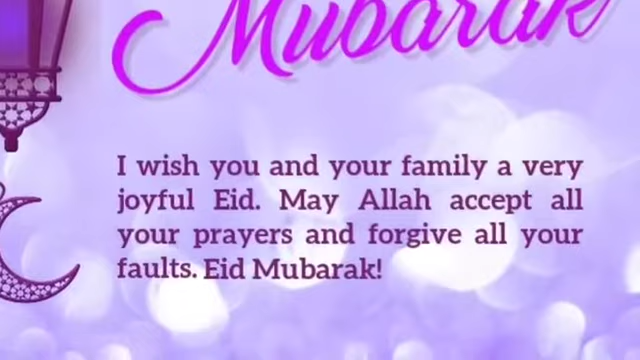 Mubarak
I wish you and your family a very
joyful Eid. May Allah accept all
your prayers and forgive all your
faults. Eid Mubarak!